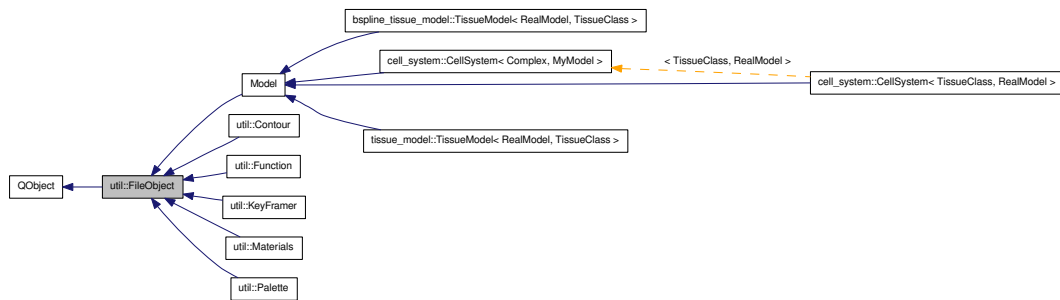 bspline_tissue_model::TissueModel< RealModel, TissueClass >
cell_system::CellSystem< Complex, MyModel >
< TissueClass, RealModel >
cell_system::CellSystem< TissueClass, RealModel >
Model
util::Contour
tissue_model::TissueModel< RealModel, TissueClass >
util::Function
QObject
util::FileObject
util::KeyFramer
util::Materials
util::Palette